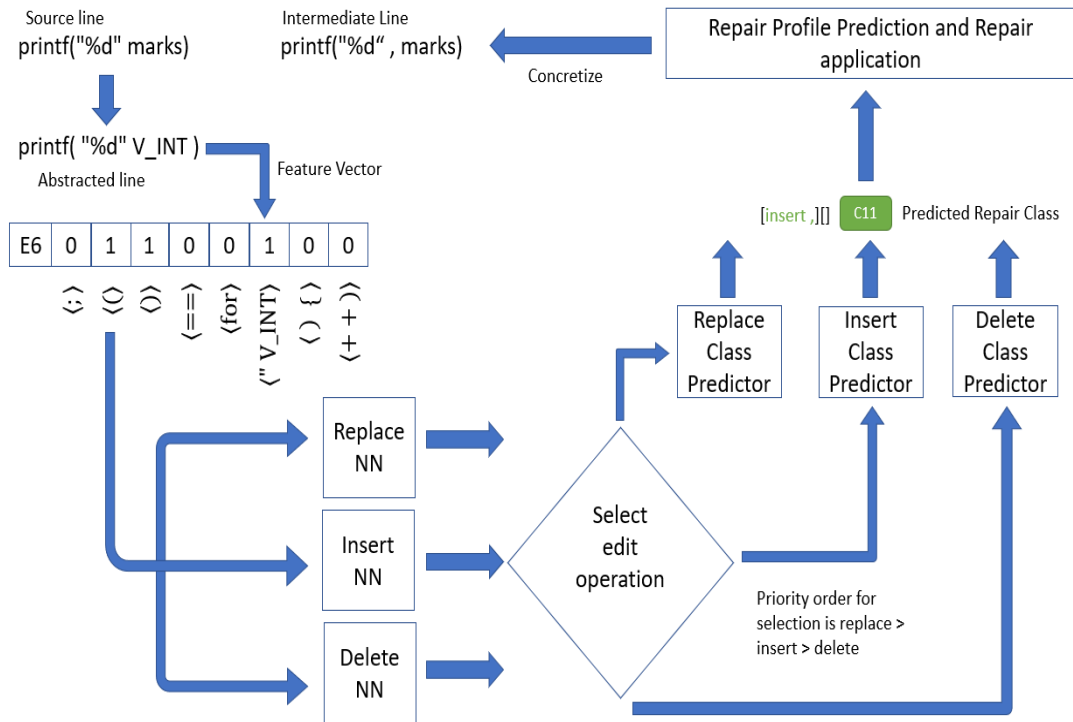 Source line
printf("%d" marks)
Intermediate Line
printf("%d“ , marks)
Concretize
Repair Profile Prediction and Repair
application
printf( "%d" V_INT )
Abstracted line
Feature Vector
[insert ,][]
C11
Predicted Repair Class
E6 0 1 1 0 0 1 0 0
⟨;⟩
⟨(⟩
⟨)⟩
⟨==⟩
⟨for⟩
⟨" V_INT⟩
⟨) {⟩
⟨++ )⟩
Replace
Class
Predictor
Insert
Class
Predictor
Delete
Class
Predictor
Replace
NN
Insert
NN
Delete
NN
Select
edit
operation
Priority order for
selection is replace >
insert > delete